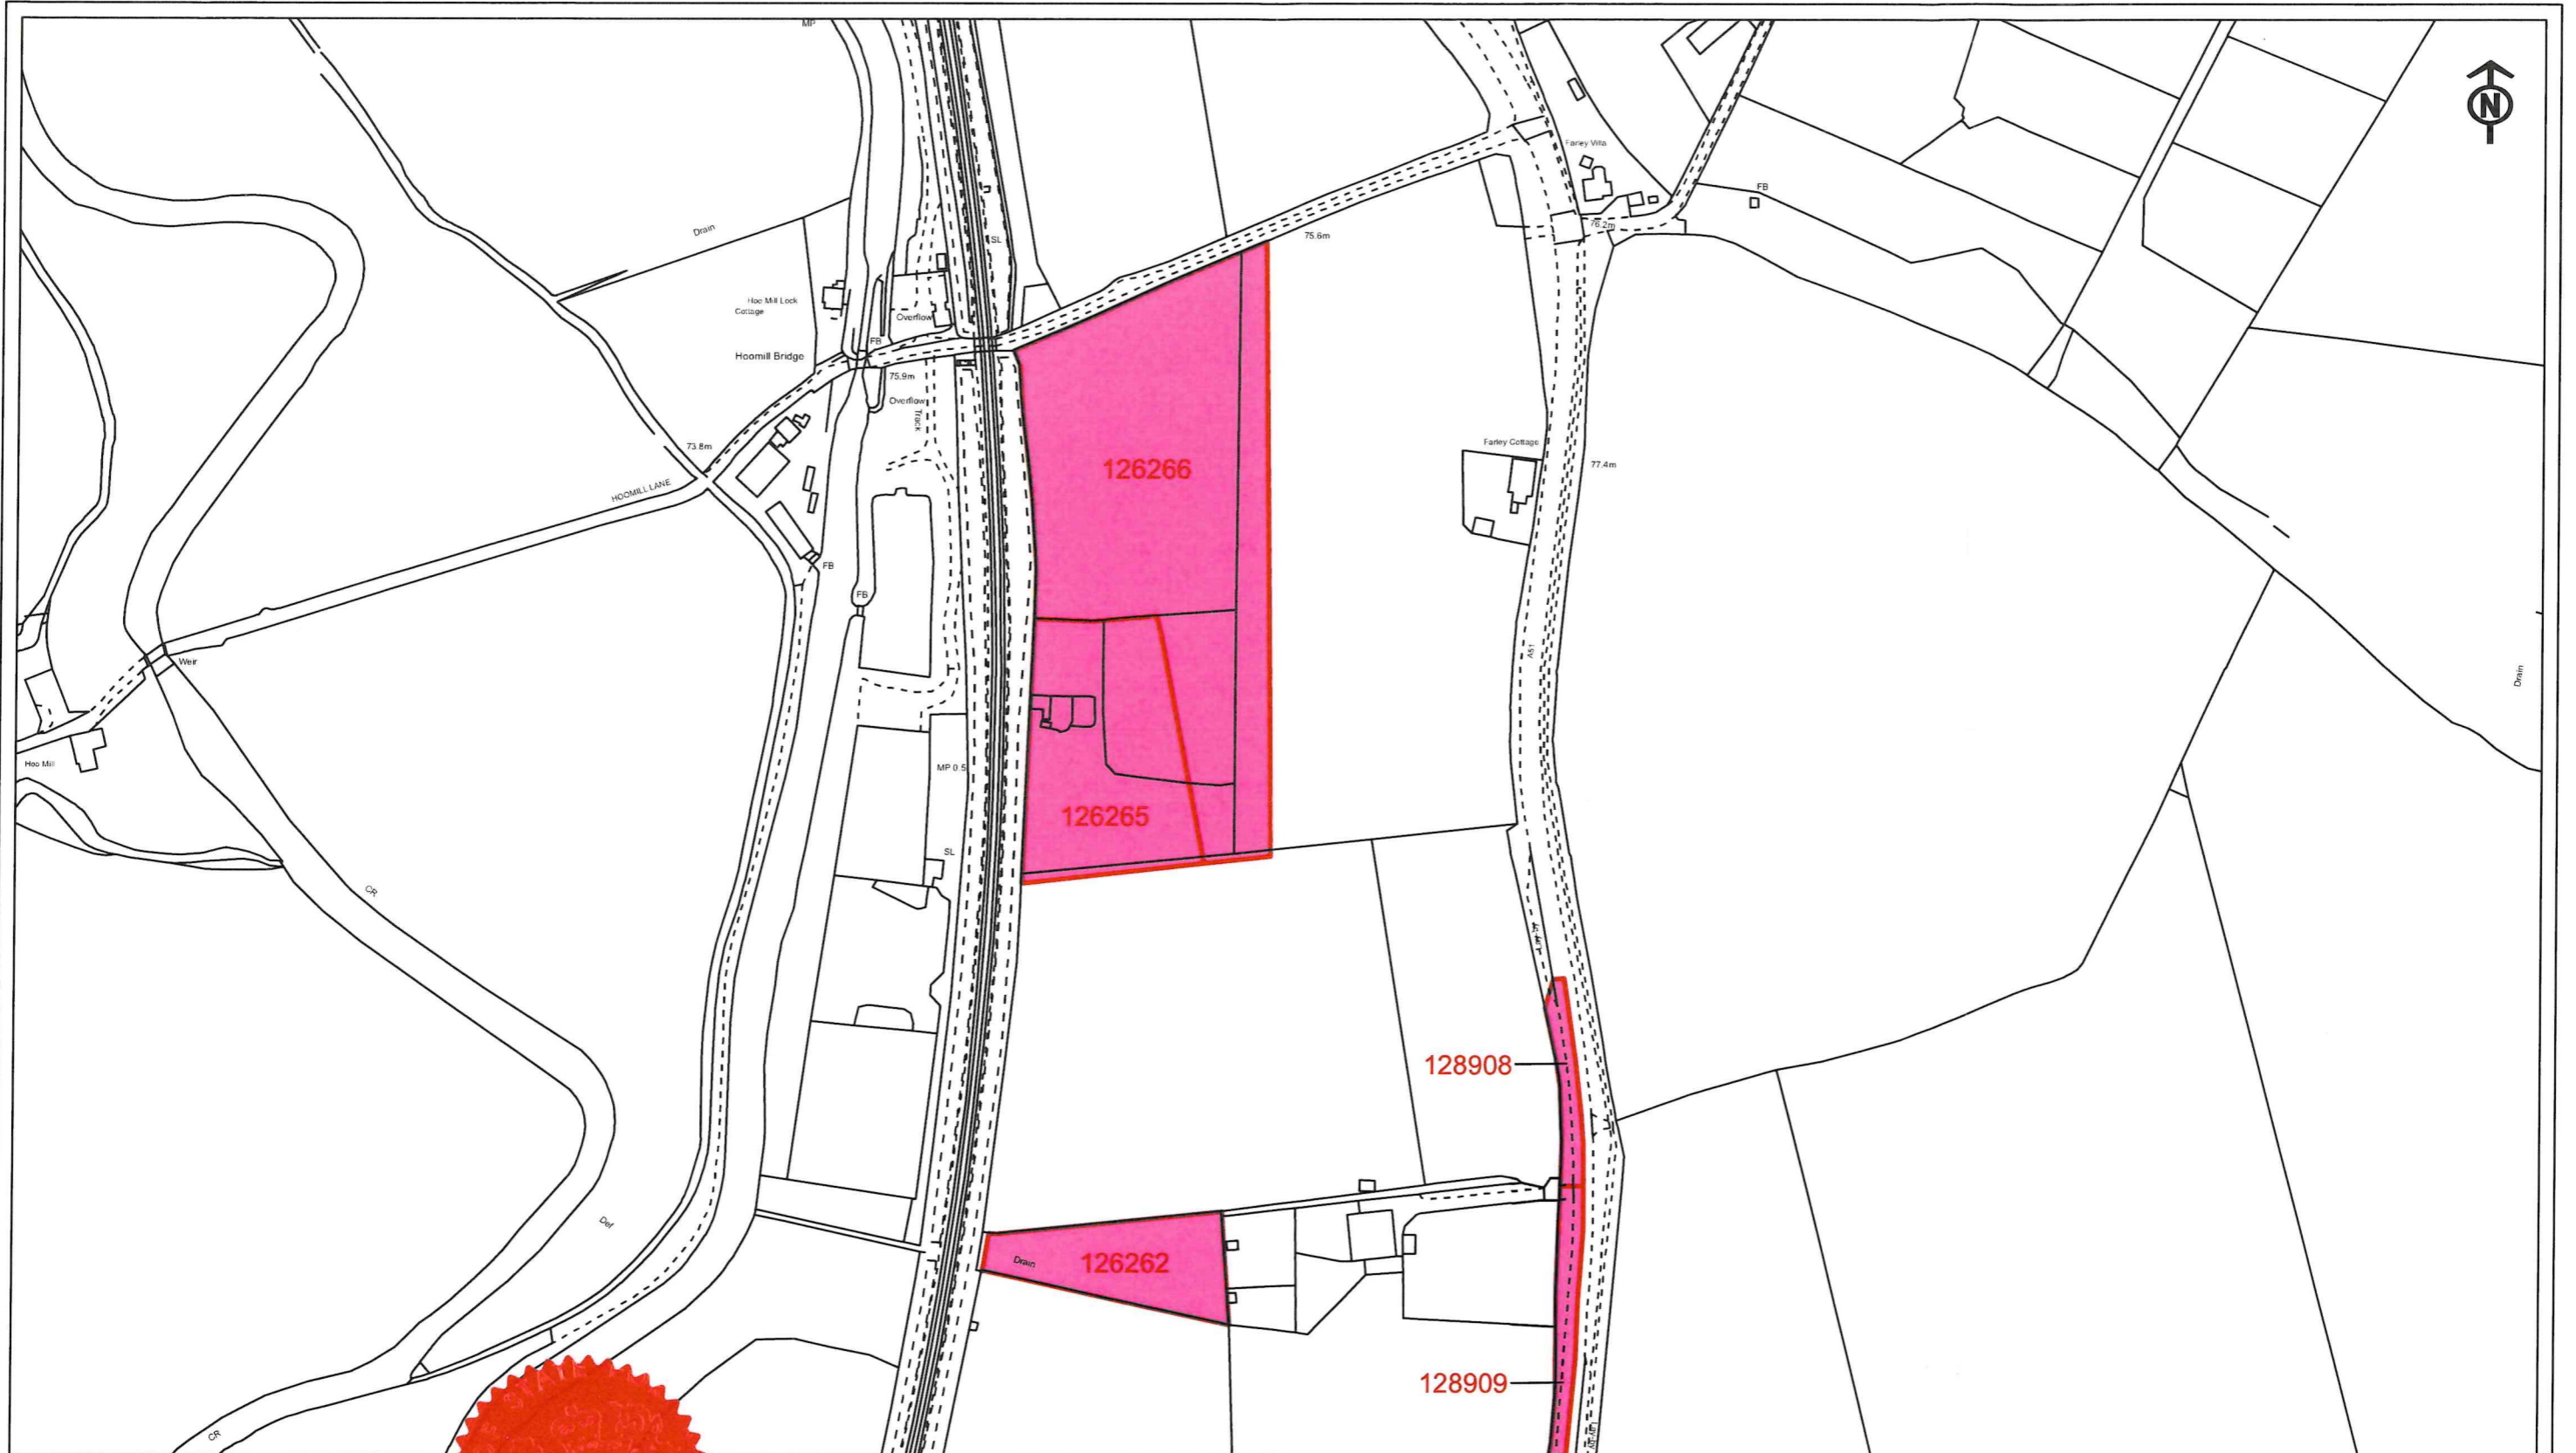 MP
N
Farley Villa
FB
Drain
76.2m
75.6m
SL
Hoo Mill Lock
Cottage
Overflow
FB
Hoomill Bridge
75.9m
Overflow
Track
73.8m
Farley Cottage
77.4m
126266
HOOMILL LANE
FB
FB
A51
Weir
Drain
Hoo Mill
MP 0.5
126265
SL
CR
Lay-by
128908
Def
Drain
126262
128909
CR